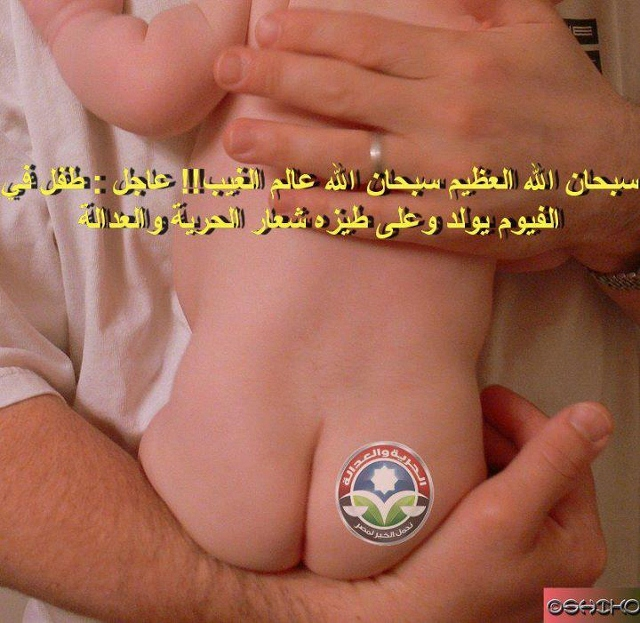 سبحان الله العظيم سبحان الله عالم الغيب!! عاجل : طفل في
الفيوم يولد وعلى طيزه شعار الحرية والعدالة
الحرية والعدالة
نحمل الخير لمصر
©SHIKO